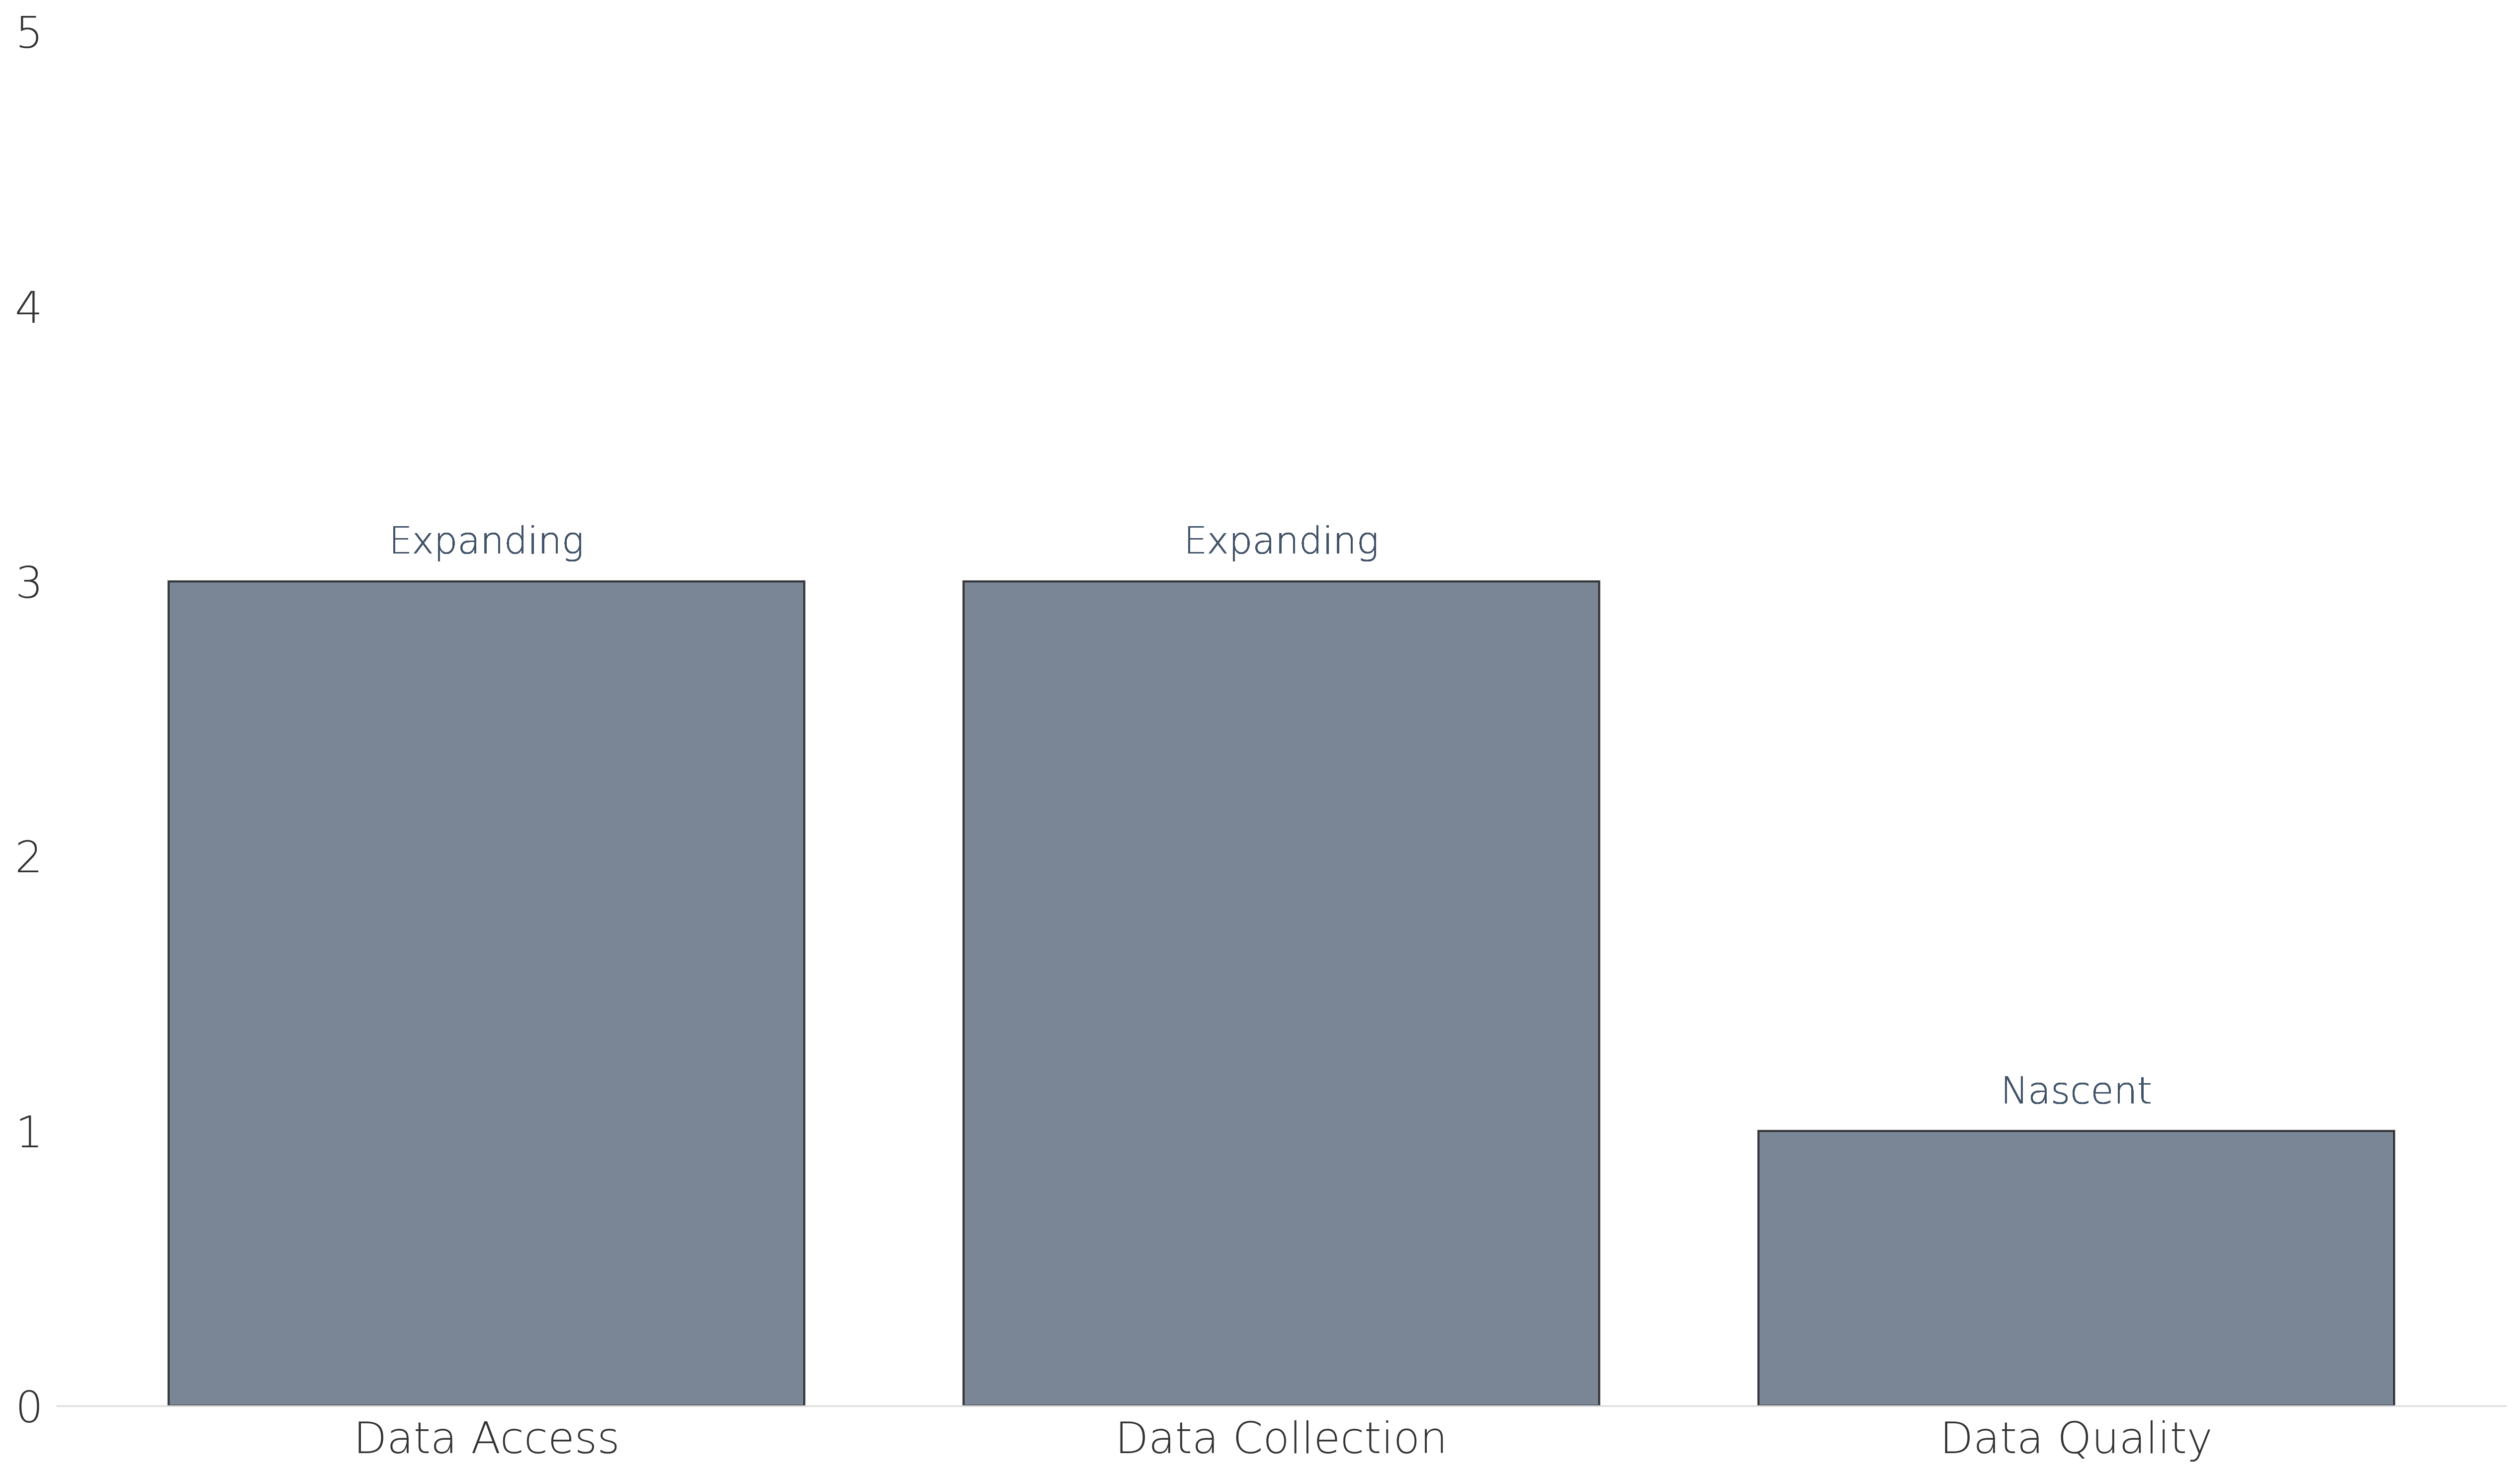 5
4
Expanding Expanding
3
2
Nascent
1
0
Data Access Data Collection Data Quality